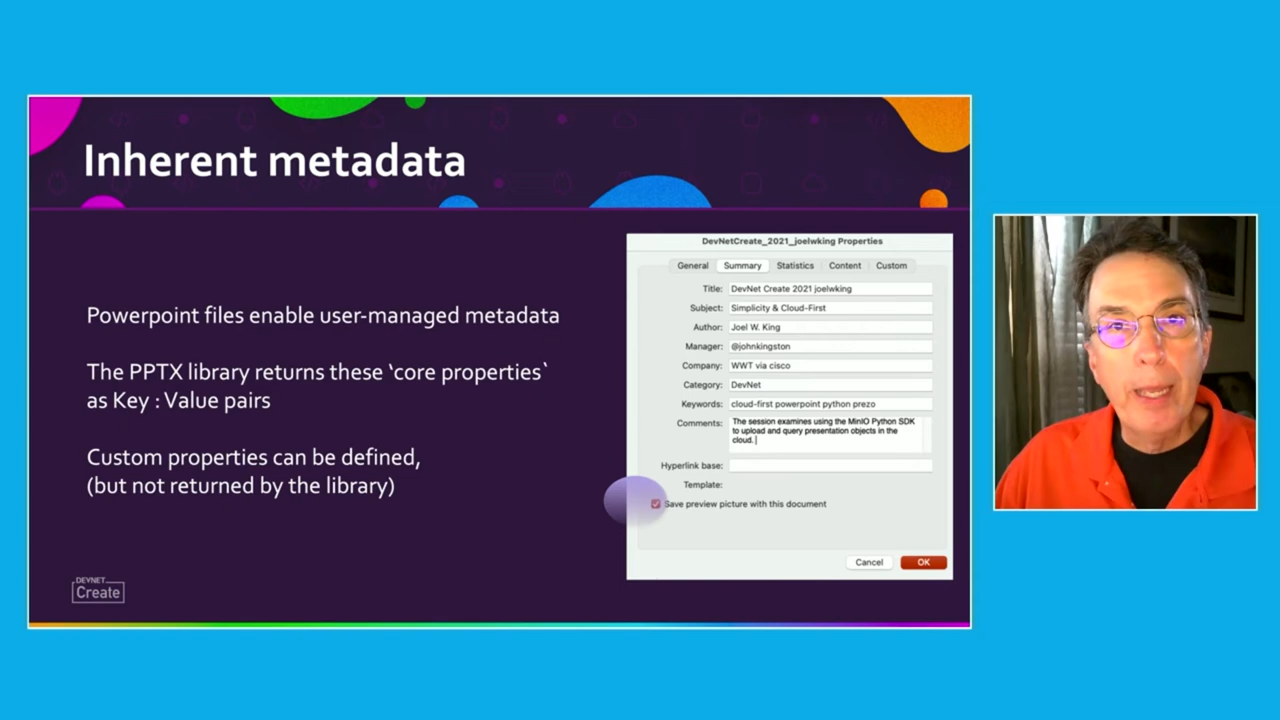 Inherent metadata
Powerpoint files enable user-managed metadata
The PPTX library returns these ‘core properties`
as Key : Value pairs
Custom properties can be defined,
(but not returned by the library)
DEVNET
Create
DevNetCreate_2021_joelwking Properties
General Summary Statistics Content Custom
Title: DevNet Create 2021 joelwking
Subject: Simplicity & Cloud-First
Author: Joel W. King
Manager: @johnkingston
Company: WWT via cisco
Category: DevNet
Keywords: cloud-first powerpoint python prezo
Comments: The session examines using the MinIO Python SDK
to upload and query presentation objects in the
cloud.
Hyperlink base:
Template:
Save preview picture with this document
Cancel OK